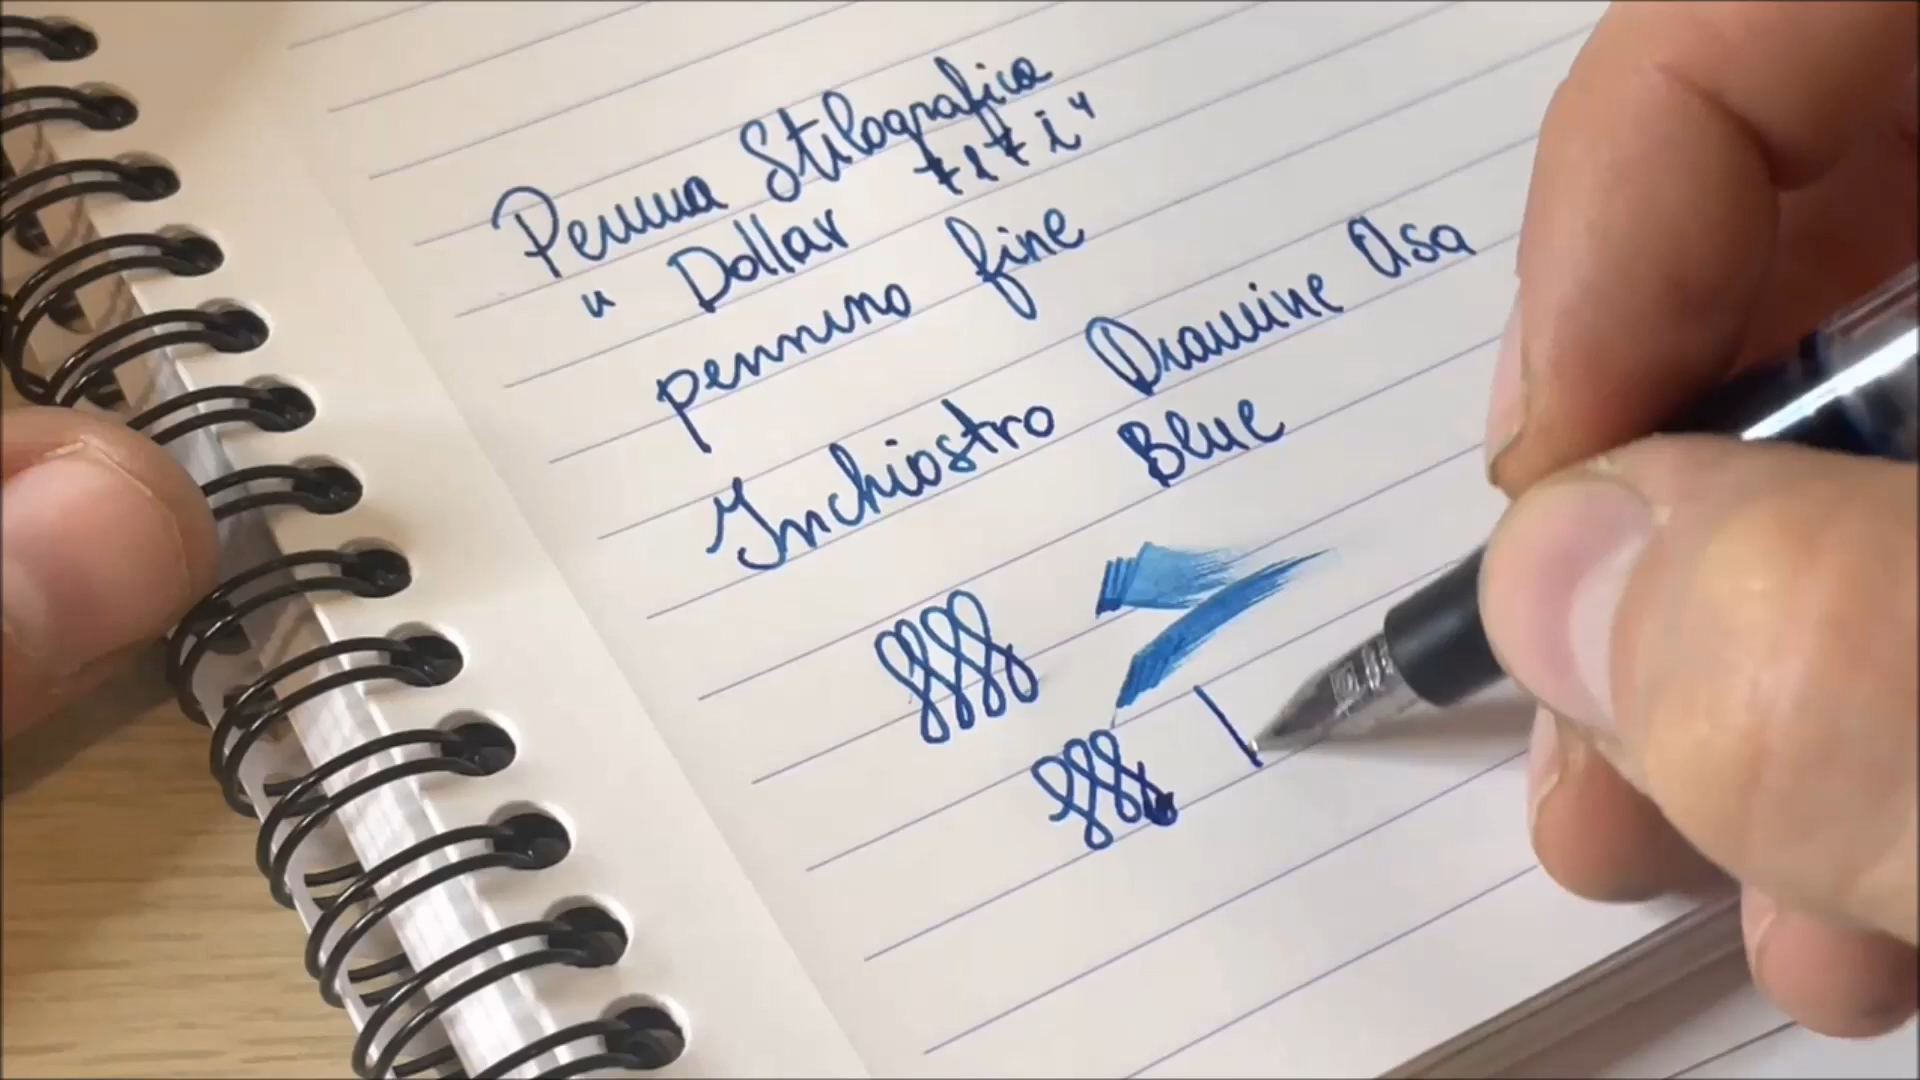 Penna Stilografica
" Dollar 717i"
pennino fine
Inchiostro Diamine Asa
Blue